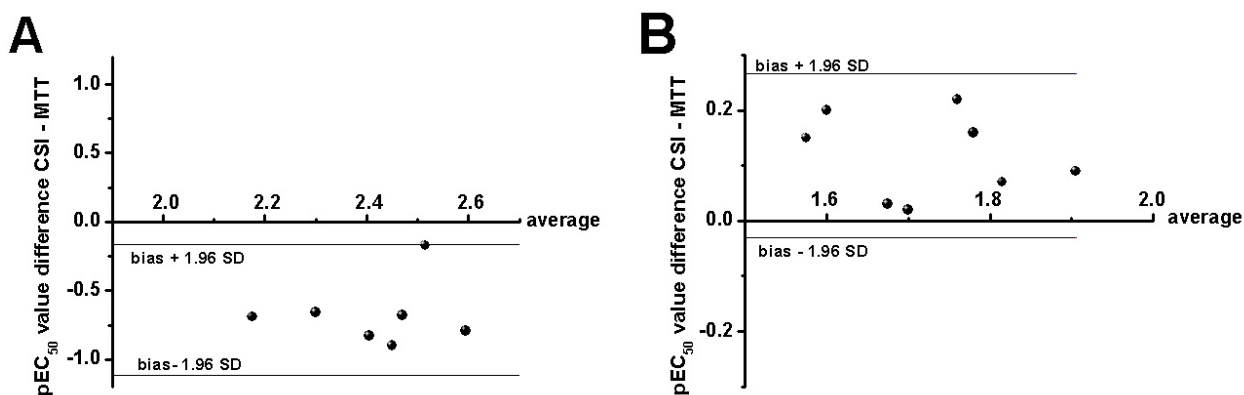 A
pEC50 value difference CSI - MTT
1.0
0.5
0.0
-0.5
-1.0
2.0 2.2 2.4 2.6
average
bias + 1.96 SD
bias- 1.96 SD
B
pEC50 value difference CSI - MTT
0.2
0.0
-0.2
bias + 1.96 SD
1.6 1.8 2.0
average
bias - 1.96 SD